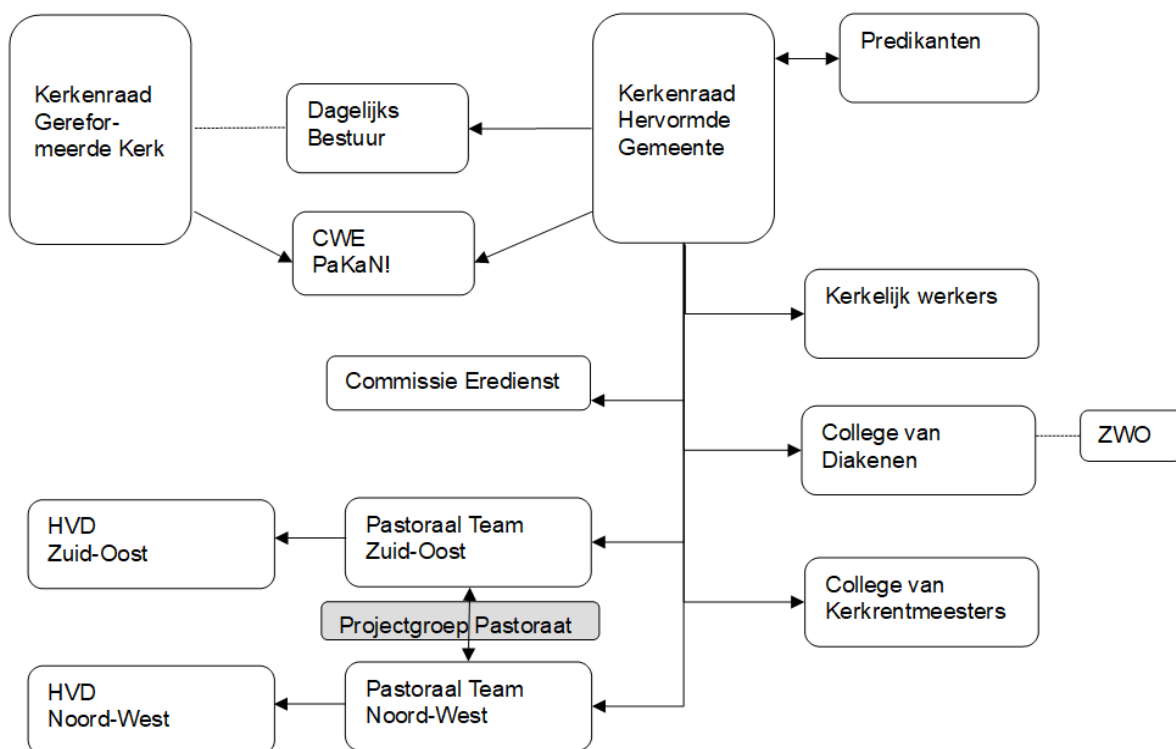 Kerkenraad
Gerefor-
meerde Kerk
Dagelijks
Bestuur
Kerkenraad
Hervormde
Gemeente
Predikanten
CWE
PaKaN!
Kerkelijk werkers
Commissie Eredienst
College van
Diakenen
ZWO
HVD
Zuid-Oost
Pastoraal Team
Zuid-Oost
College van
Kerkrentmeesters
Projectgroep Pastoraat
HVD
Noord-West
Pastoraal Team
Noord-West